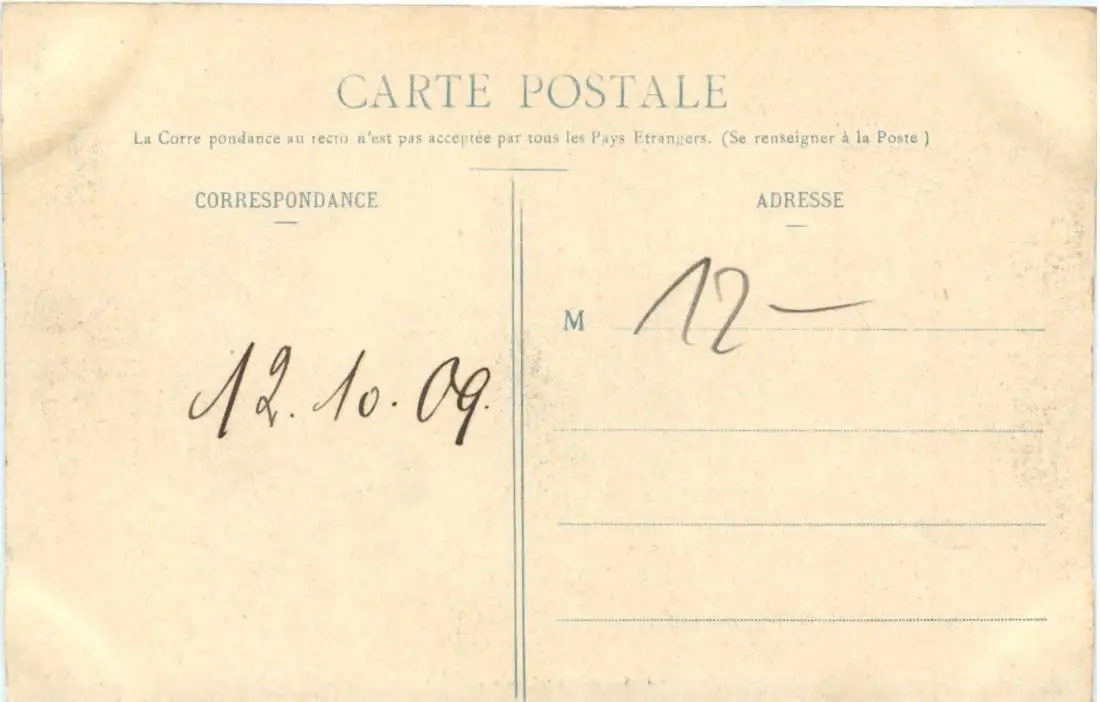 CARTE POSTALE
La Corre pondance au recto n'est pas acceptée par tous les Pays Etrangers. (Se renseigner à la Poste )
CORRESPONDANCE
12.10.09.
ADRESSE
M 12 —